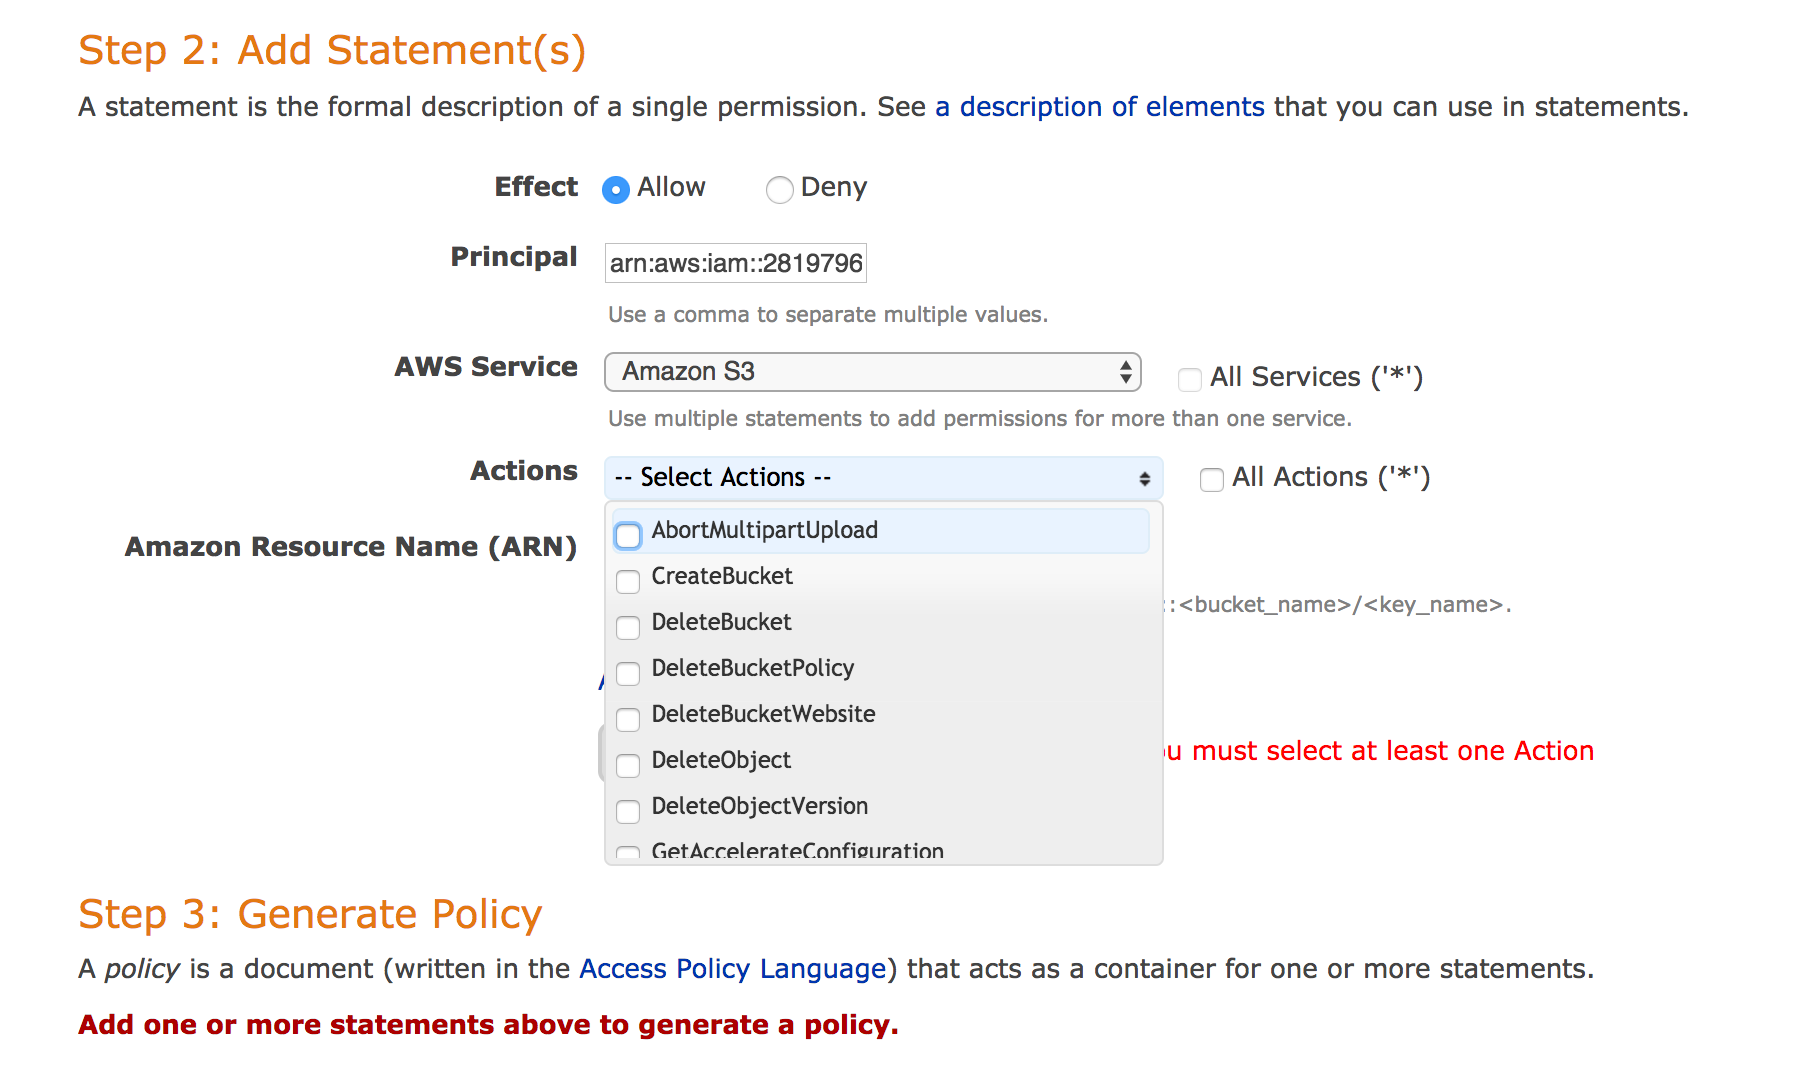 Step 2: Add Statement(s)
A statement is the formal description of a single permission. See a description of elements that you can use in statements.
Effect Allow Deny
Principal arn:aws:iam::2819796
Use a comma to separate multiple values.
AWS Service Amazon S3 All Services ('*')
Use multiple statements to add permissions for more than one service.
Actions -- Select Actions -- All Actions ('*')
AbortMultipartUpload
Amazon Resource Name (ARN)
CreateBucket
::<bucket_name>/<key_name>.
DeleteBucket
DeleteBucketPolicy
DeleteBucketWebsite
DeleteObject
u must select at least one Action
DeleteObjectVersion
GetAccelerateConfiguration
Step 3: Generate Policy
A policy is a document (written in the Access Policy Language) that acts as a container for one or more statements.
Add one or more statements above to generate a policy.